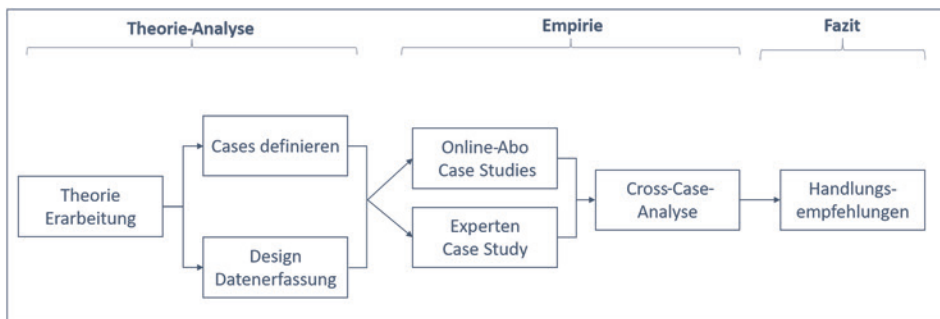 Theorie-Analyse
Empirie
Fazit
Theorie
Erarbeitung
Cases definieren
Design
Datenerfassung
Online-Abo
Case Studies
Experten
Case Study
Cross-Case-
Analyse
Handlungs-
empfehlungen